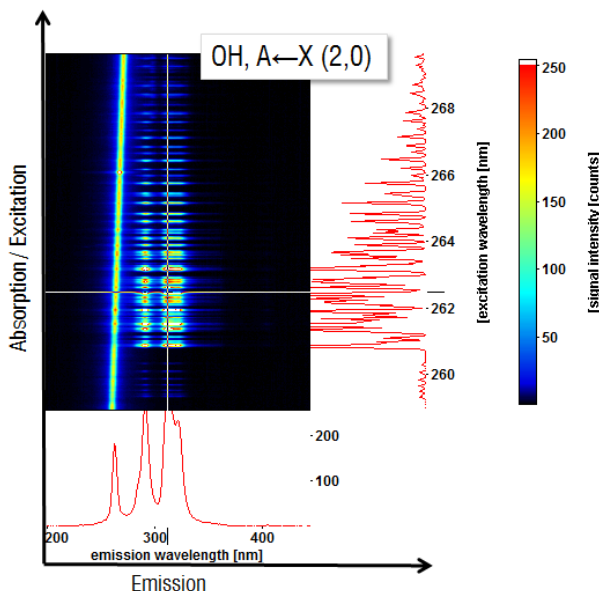 OH, A←X (2,0)
250
200
150
100
50
[signal intensity [counts]
268
266
264
262
260
[excitation wavelength [nm]
Absorption / Excitation
200
100
200 300 400
emission wavelength [nm]
Emission